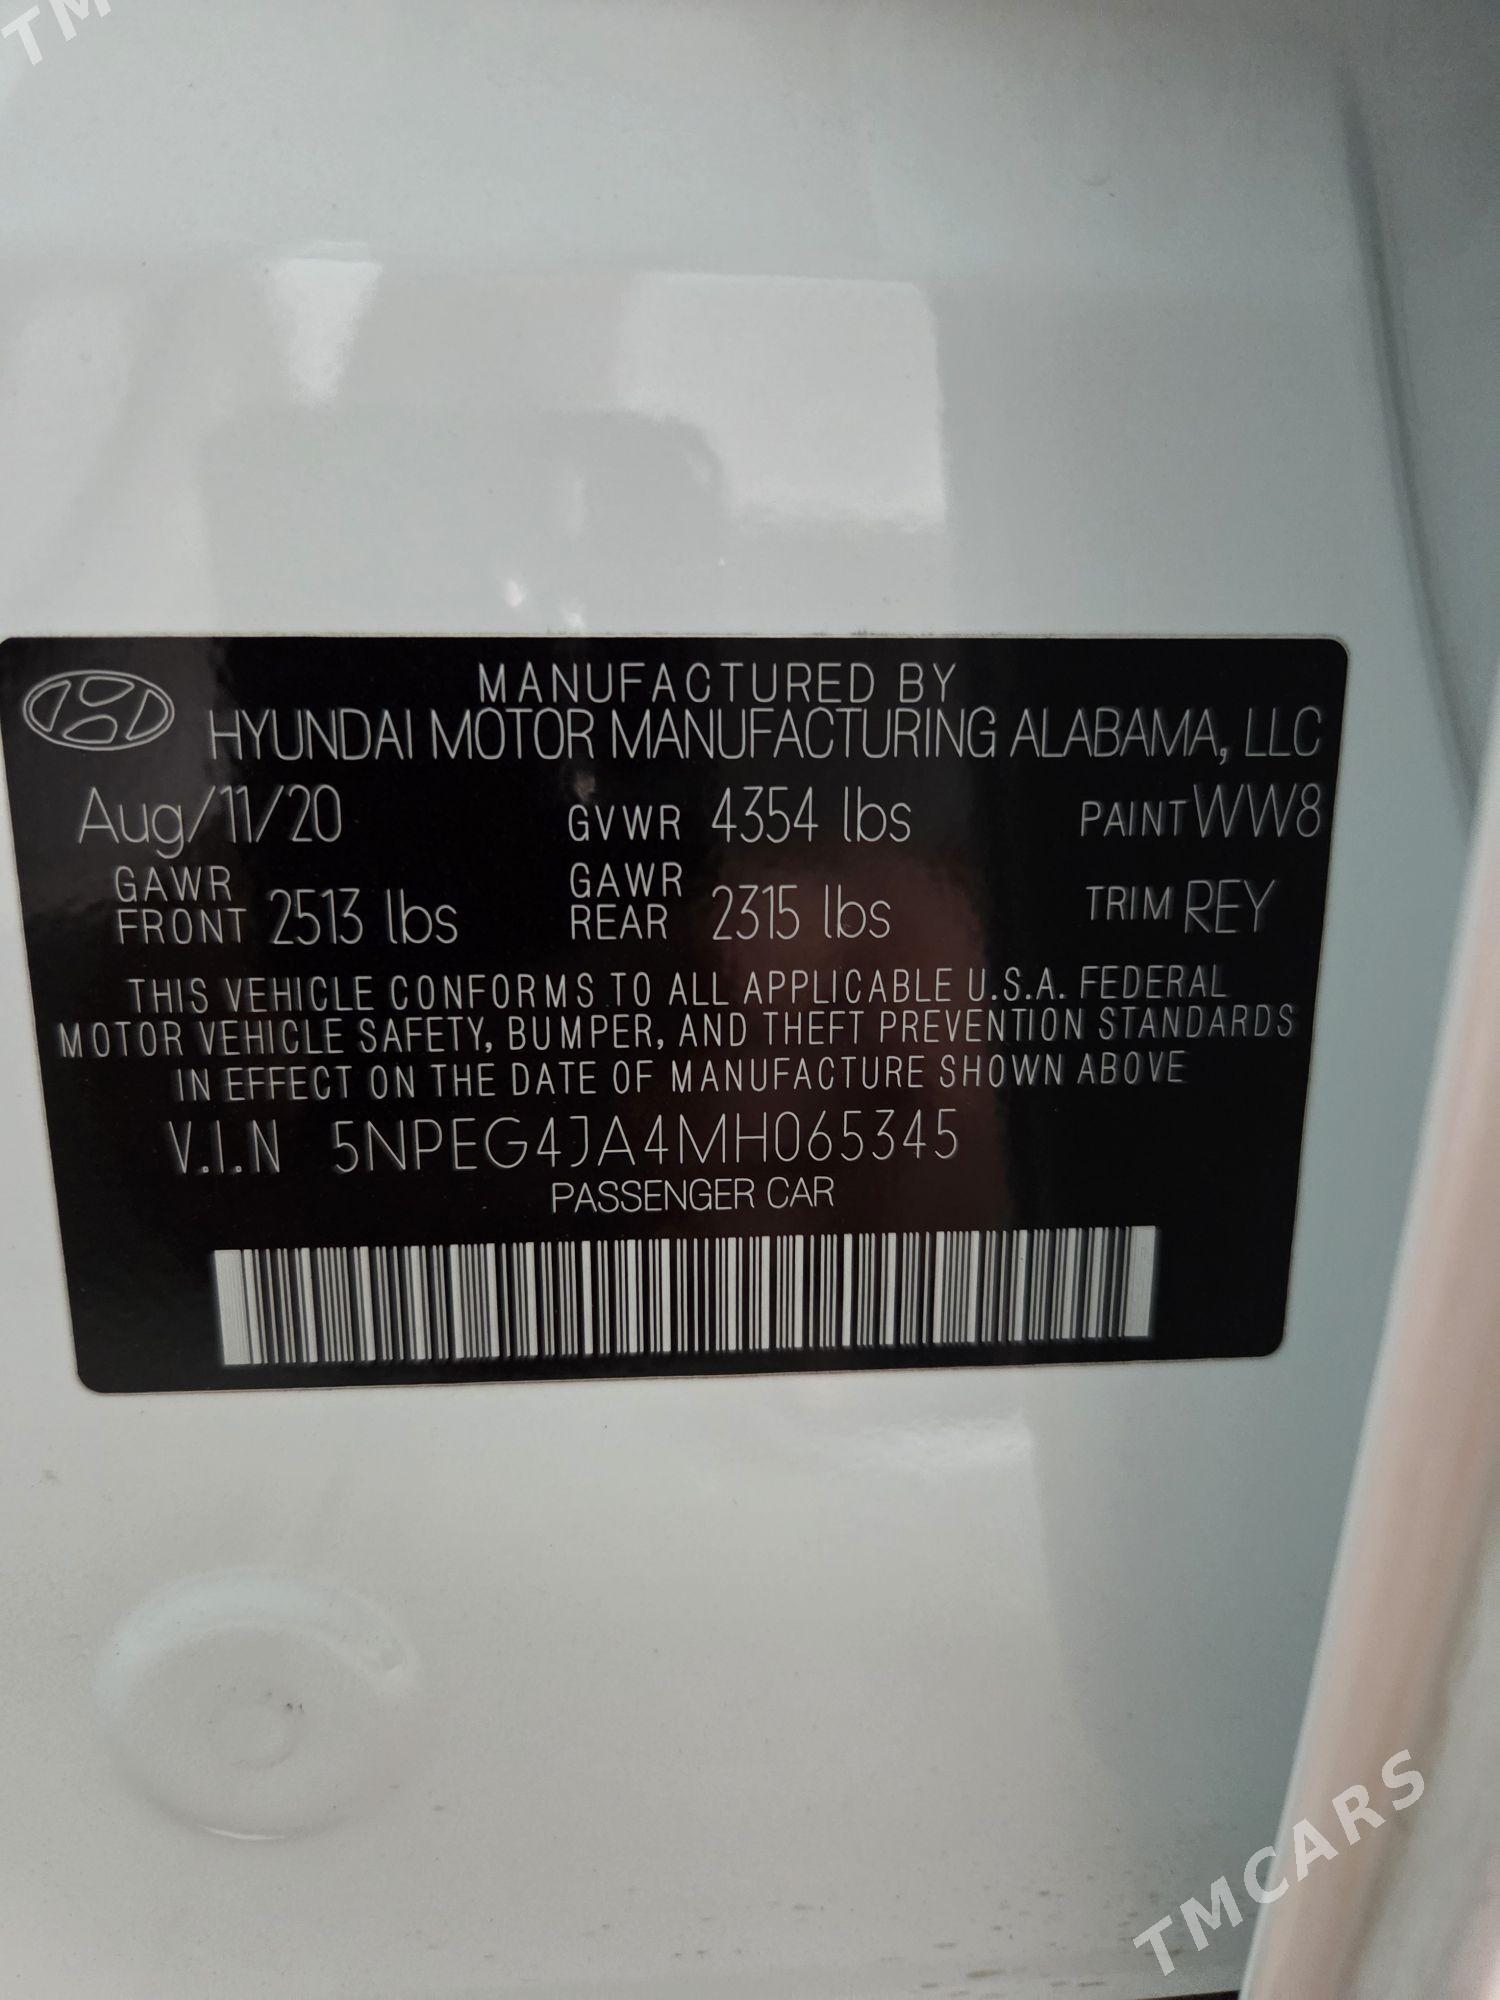 TM
MANUFACTURED BY
HYUNDAI MOTOR MANUFACTURING ALABAMA, LLC
Aug/11/20 GVWR 4354 lbs PAINT WW8
GAWR FRONT 2513 lbs GAWR REAR 2315 lbs TRIM REY
THIS VEHICLE CONFORMS TO ALL APPLICABLE U.S.A. FEDERAL
MOTOR VEHICLE SAFETY, BUMPER, AND THEFT PREVENTION STANDARDS
IN EFFECT ON THE DATE OF MANUFACTURE SHOWN ABOVE
V.I.N 5NPEG4JA4MH065345
PASSENGER CAR
TMCARS